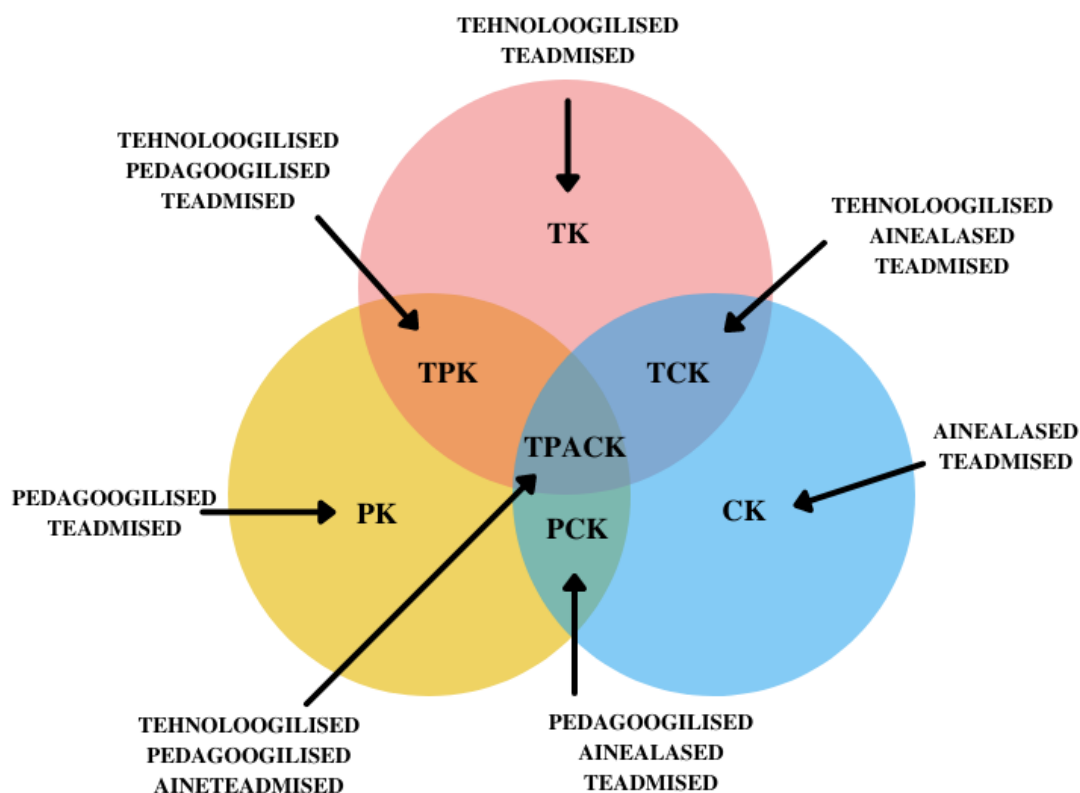 TEHNOLOOGILISED
TEADMISED
TEHNOLOOGILISED
PEDAGOOGILISED
TEADMISED
TEHNOLOOGILISED
AINEALASED
TEADMISED
TK
TPK
TCK
AINEALASED
TEADMISED
TPACK
PEDAGOOGILISED
TEADMISED
PK
CK
PCK
TEHNOLOOGILISED
PEDAGOOGILISED
AINETEADMISED
PEDAGOOGILISED
AINEALASED
TEADMISED